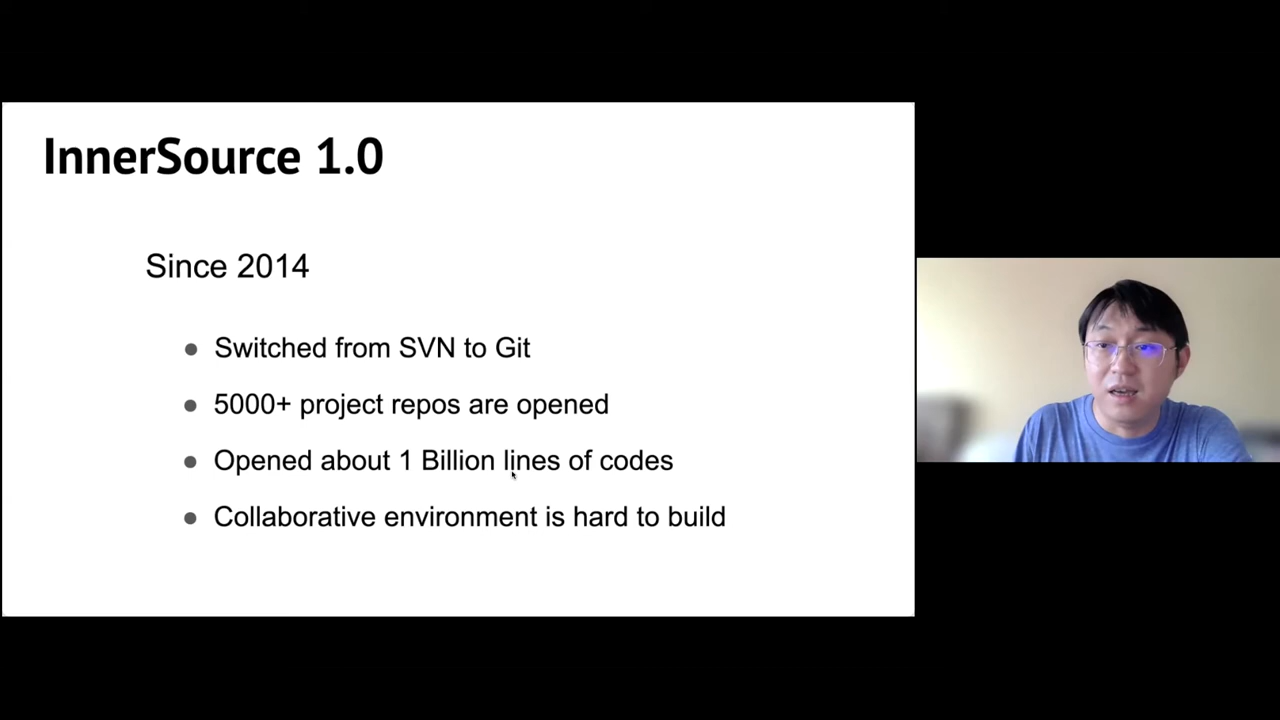 InnerSource 1.0
Since 2014
● Switched from SVN to Git
● 5000+ project repos are opened
● Opened about 1 Billion lines of codes
● Collaborative environment is hard to build